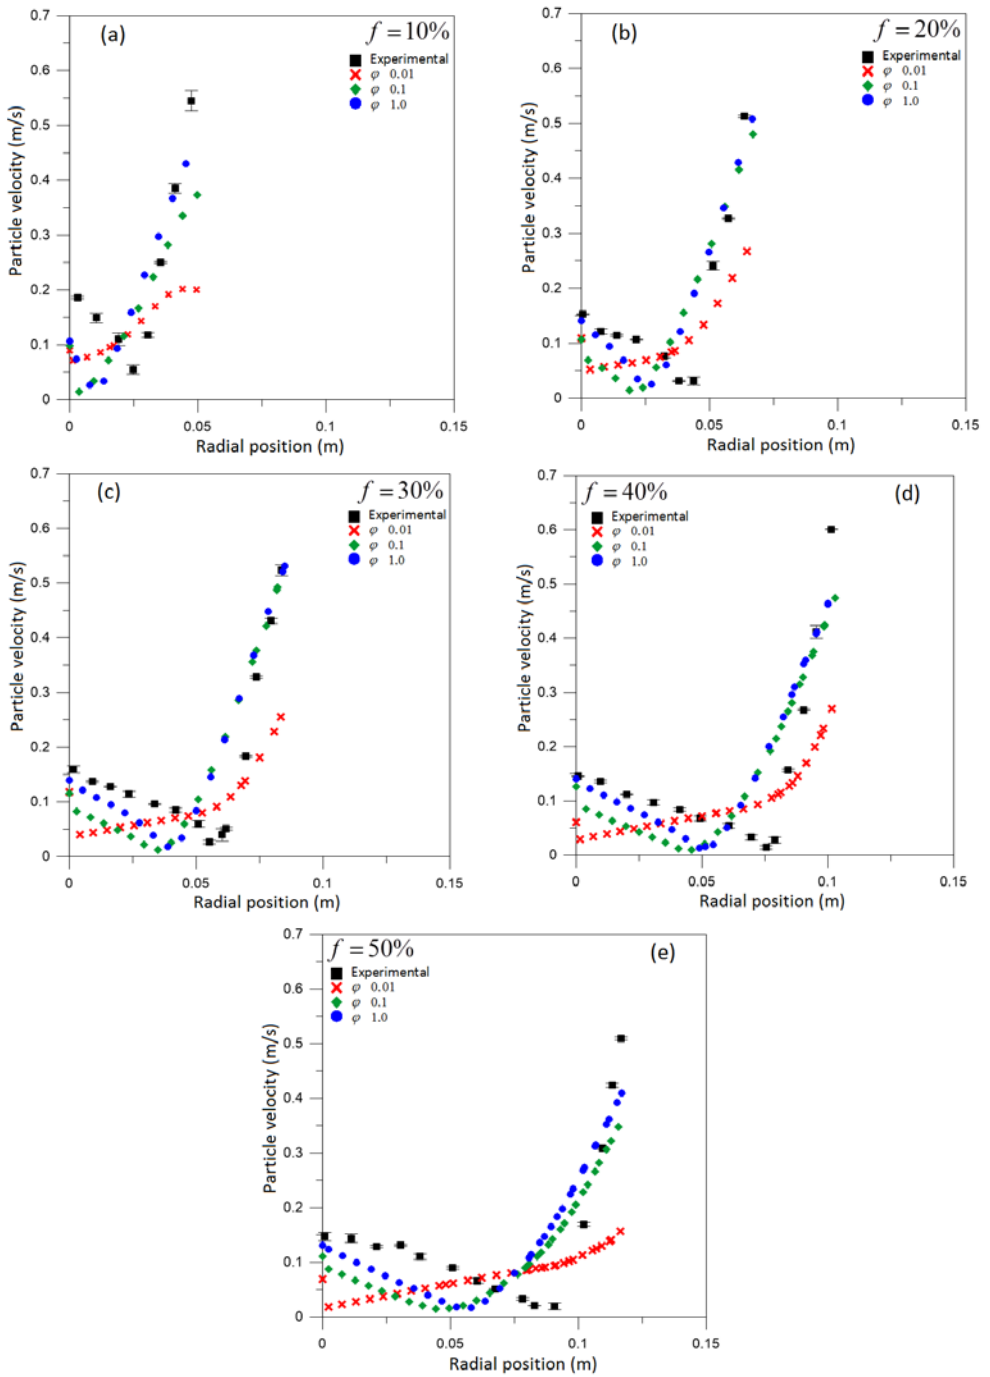 (a)
f = 10%
Experimental
φ 0.01
φ 0.1
φ 1.0
0.7
0.6
0.5
0.4
0.3
0.2
0.1
0
Particle velocity (m/s)
0 0.05 0.1 0.15
Radial position (m)
(b)
f = 20%
Experimental
φ 0.01
φ 0.1
φ 1.0
0.7
0.6
0.5
0.4
0.3
0.2
0.1
0
Particle velocity (m/s)
0 0.05 0.1 0.15
Radial position (m)
(c)
f = 30%
Experimental
φ 0.01
φ 0.1
φ 1.0
0.7
0.6
0.5
0.4
0.3
0.2
0.1
0
Particle velocity (m/s)
0 0.05 0.1 0.15
Radial position (m)
f = 40%
(d)
Experimental
φ 0.01
φ 0.1
φ 1.0
0.7
0.6
0.5
0.4
0.3
0.2
0.1
0
Particle velocity (m/s)
0 0.05 0.1 0.15
Radial position (m)
f = 50%
(e)
Experimental
φ 0.01
φ 0.1
φ 1.0
0.7
0.6
0.5
0.4
0.3
0.2
0.1
0
Particle velocity (m/s)
0 0.05 0.1 0.15
Radial position (m)